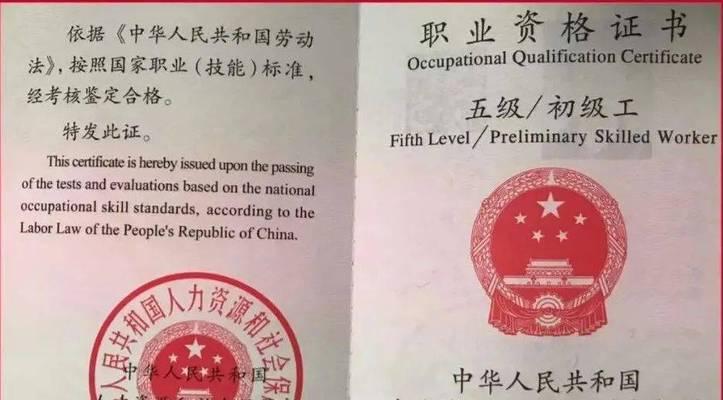 依据《中华人民共和国劳动
法》，按照国家职业（技能）标准，
经考核鉴定合格。
特发此证。
This certificate is hereby issued upon the passing
of the tests and evaluations based on the national
occupational skill standards, according to the
Labor Law of the People's Republic of China.
人民共和国人力资源和社会保
中华人民共和国
职业资格证书
Occupational Qualification Certificate
五级/初级工
Fifth Level/Preliminary Skilled Worker
中华人民共和国